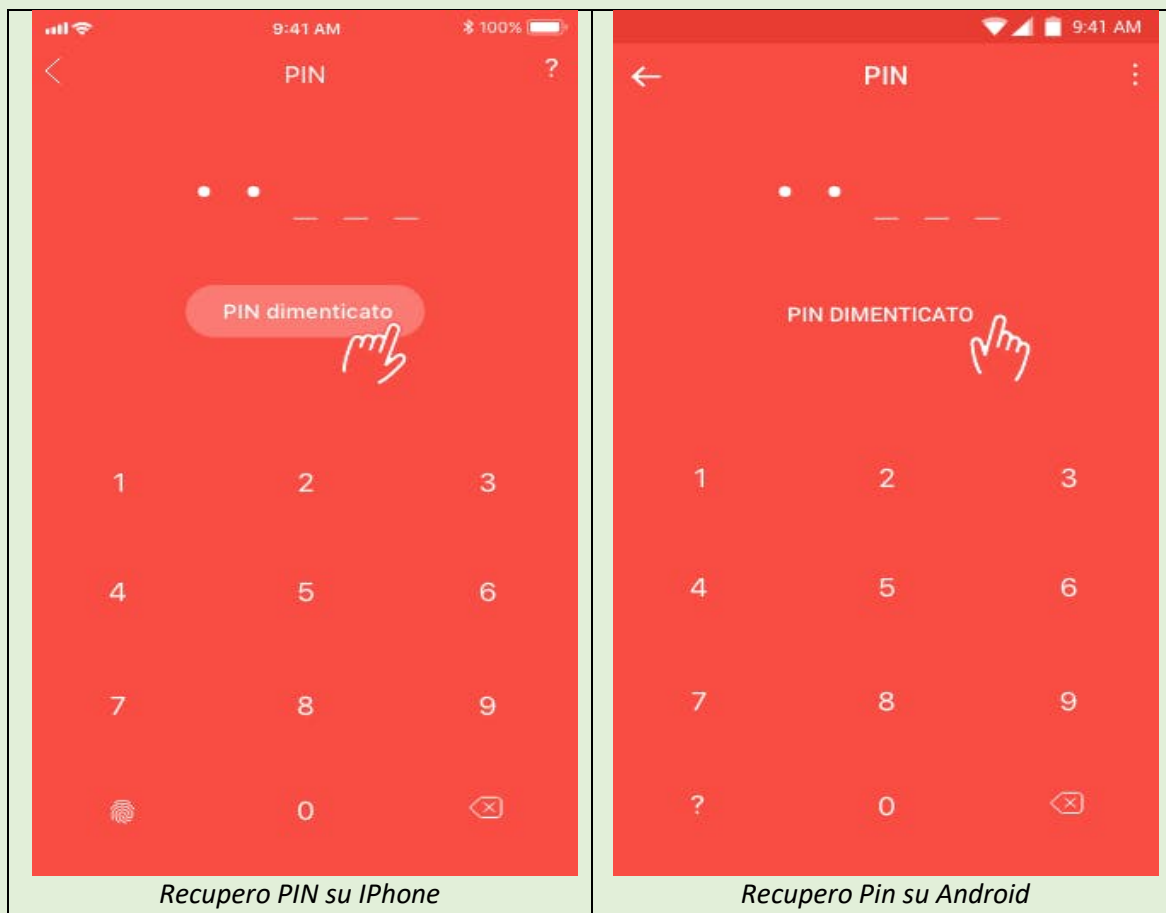 9:41 AM
100%
PIN
?
PIN dimenticato
1 2 3
4 5 6
7 8 9
0
Recupero PIN su IPhone
9:41 AM
PIN
PIN DIMENTICATO
1 2 3
4 5 6
7 8 9
? 0
Recupero Pin su Android